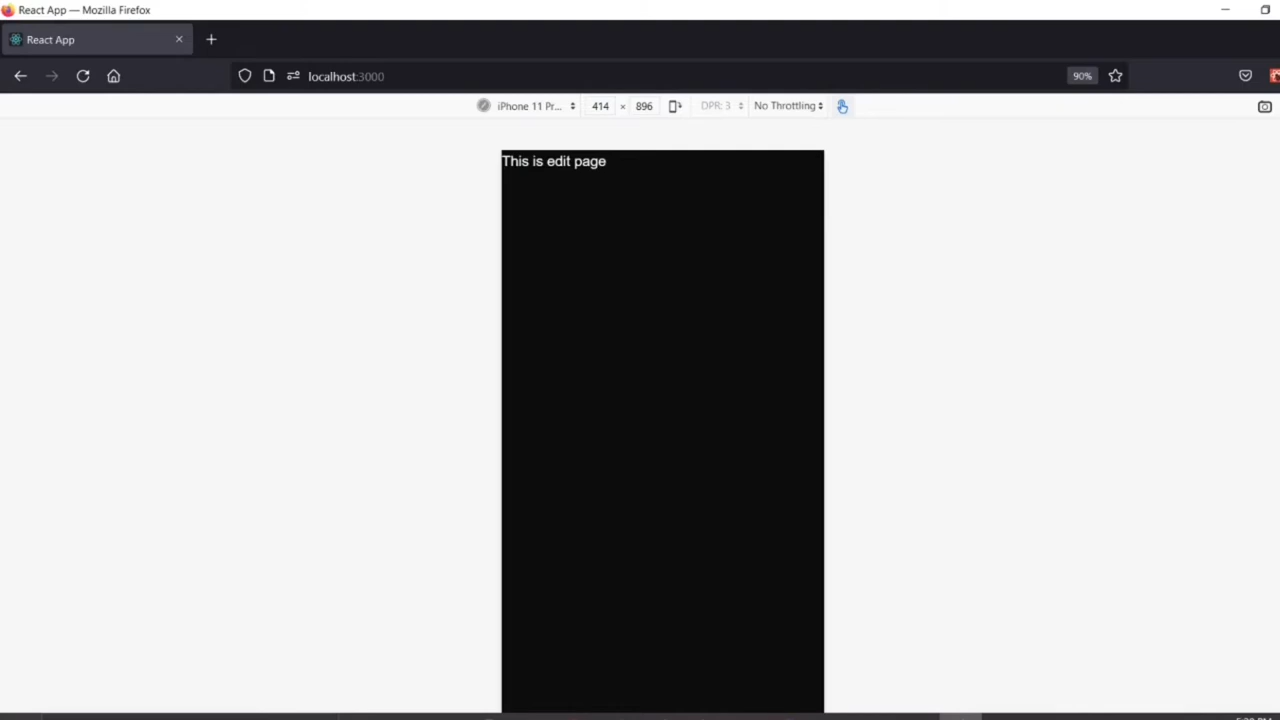 React App — Mozilla Firefox
React App
localhost:3000
90%
iPhone 11 Pr...
414 × 896
DPR: 3
No Throttling
This is edit page